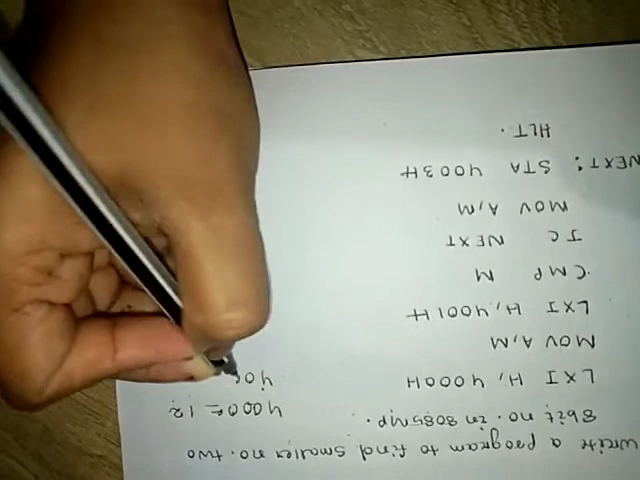 Write a program to find smaller no. two
8bit no. in 8085MP.
LXI H, 4000H 4000= 12
MOV A,M 400
LXI H, 4001H
CMP M
JC NEXT
MOV A,M
NEXT: STA 4003H
HLT.